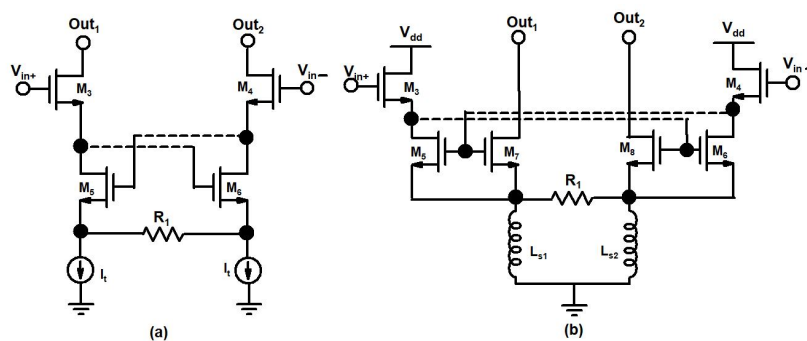 Out1
Out2
Vin+
M3
M4
Vin-
M5
M6
R1
It
It
(a)
Vdd
Out1
Out2
Vdd
Vin+
M3
M4
Vin-
M5
M7
M8
M6
R1
Ls1
Ls2
(b)